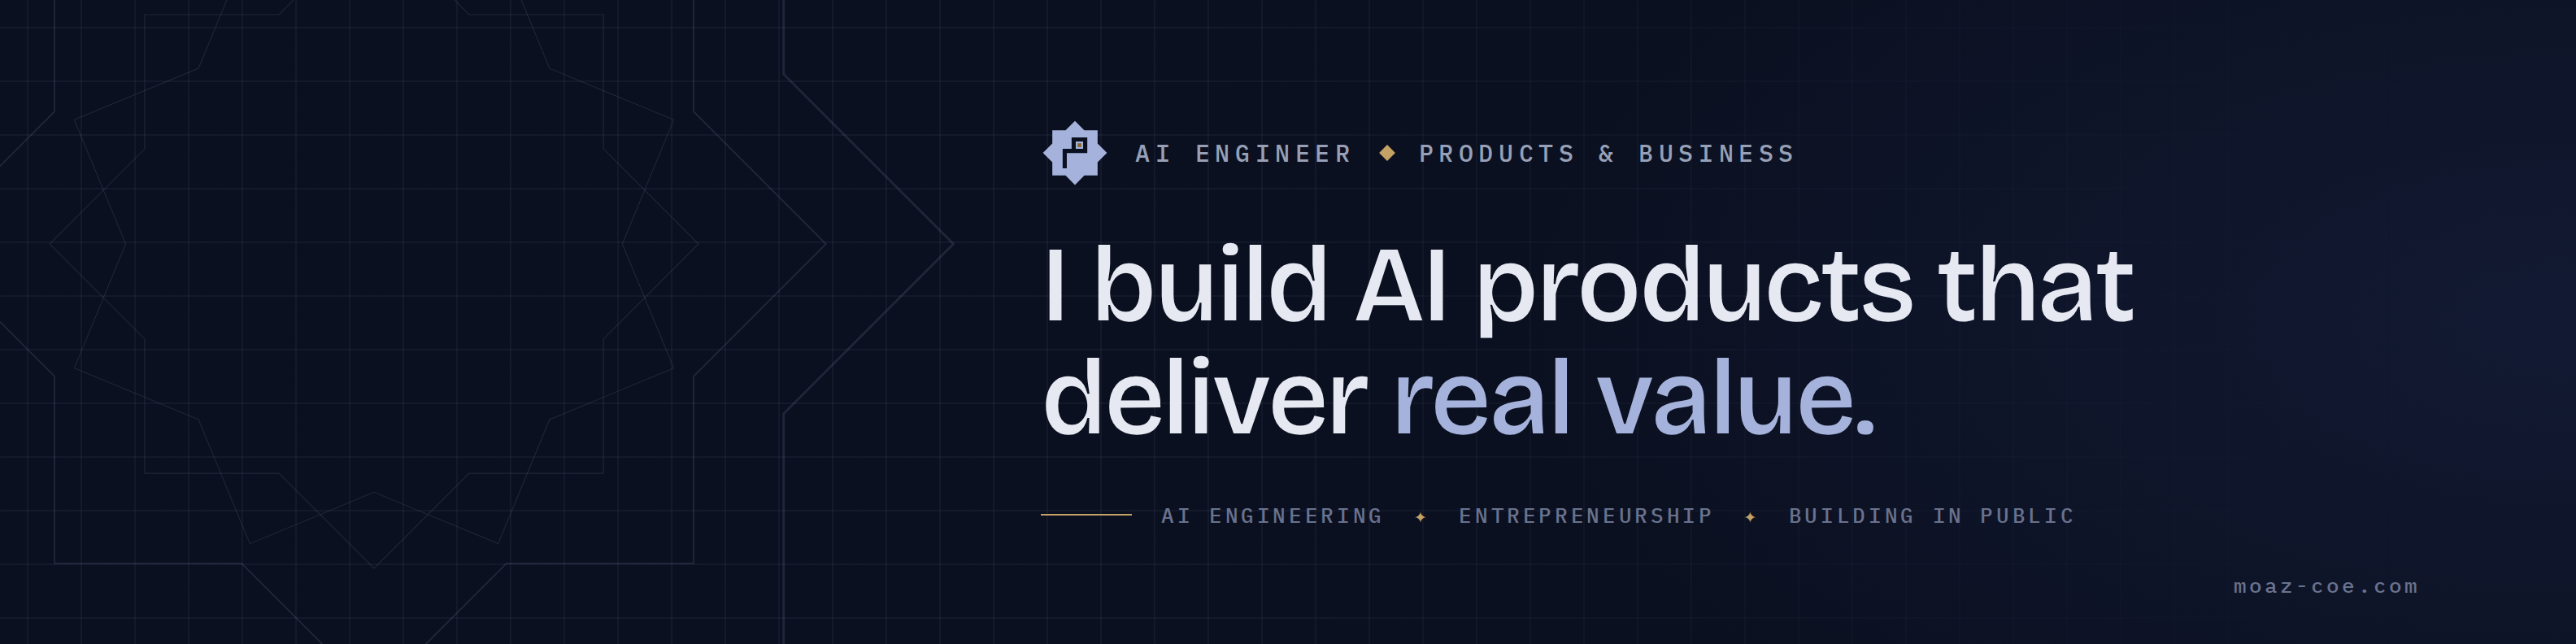 AI ENGINEER ◆ PRODUCTS & BUSINESS
I build AI products that
deliver real value.
AI ENGINEERING ✦ ENTREPRENEURSHIP ✦ BUILDING IN PUBLIC
moaz-coe.com